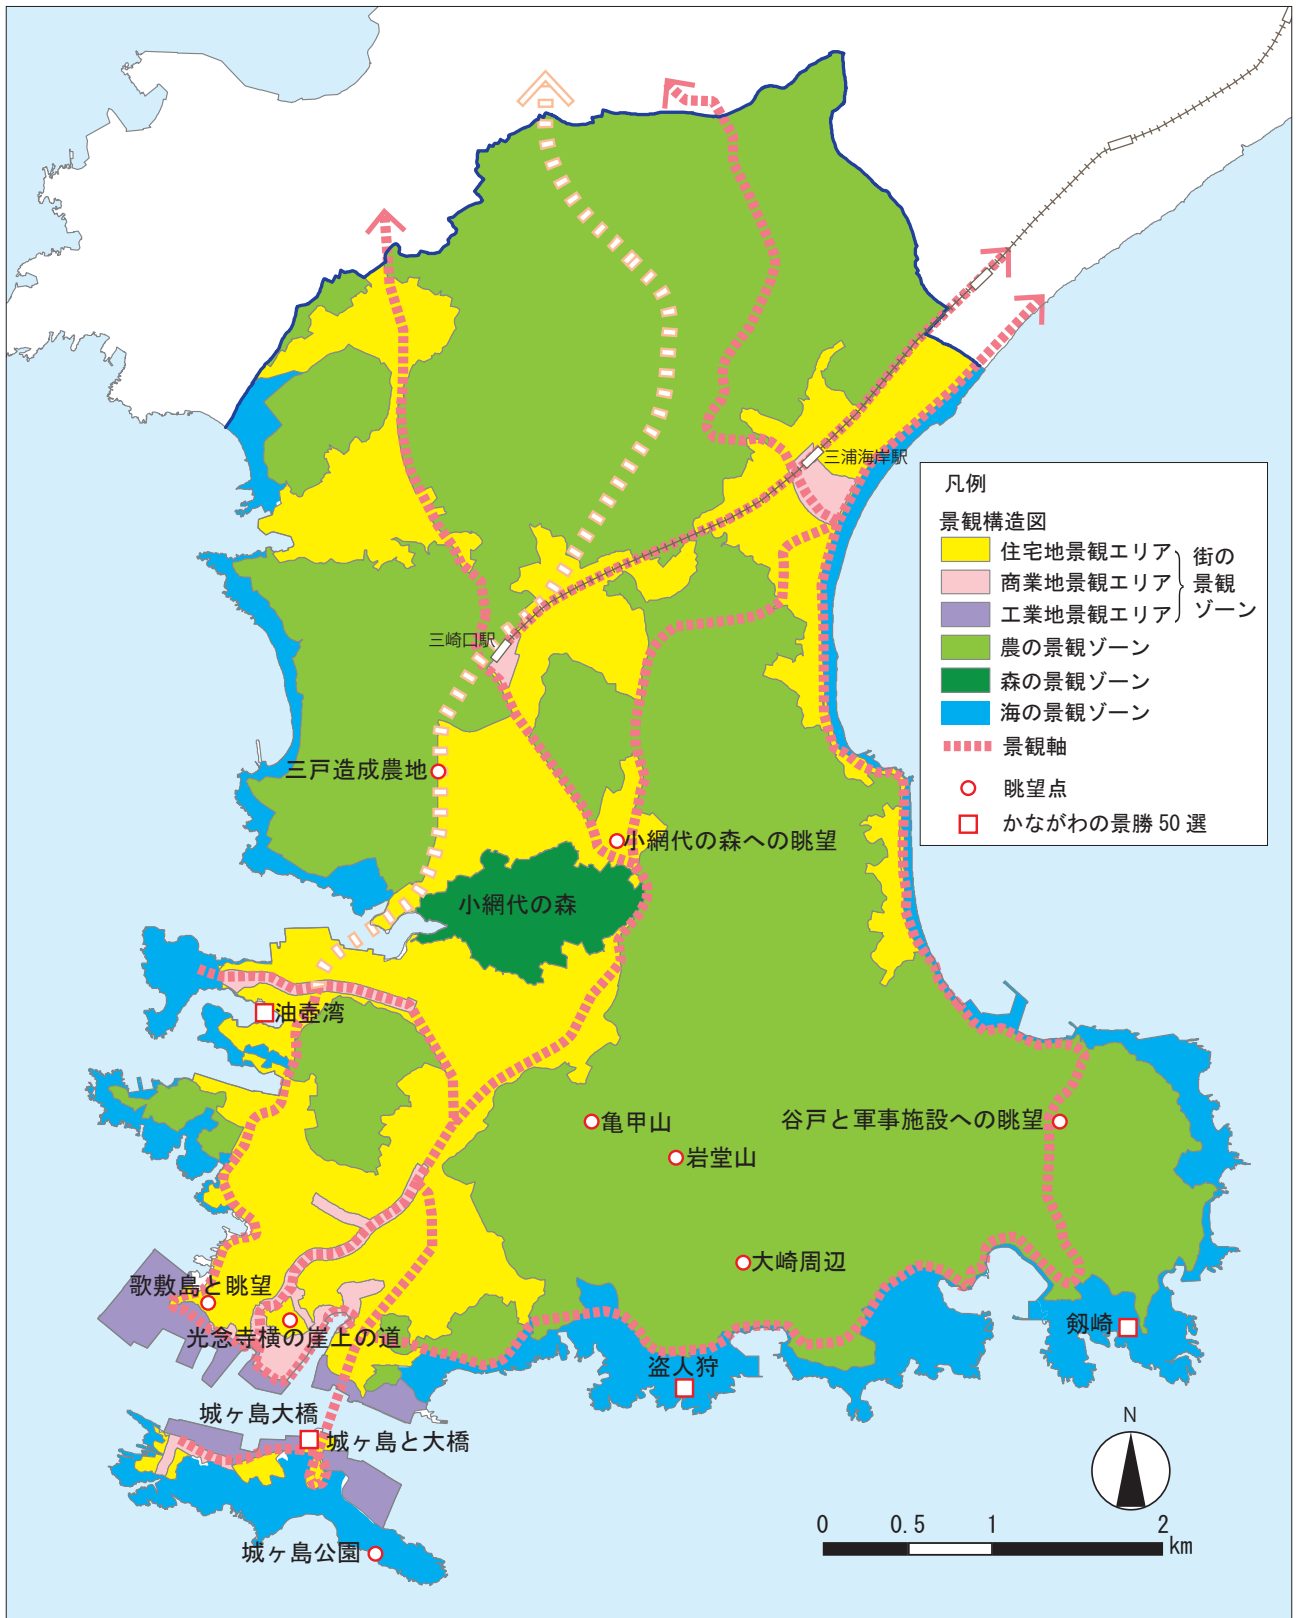 三浦海岸駅
凡例
景観構造図
住宅地景観エリア
商業地景観エリア
工業地景観エリア
街の
景観
ゾーン
農の景観ゾーン
森の景観ゾーン
海の景観ゾーン
景観軸
眺望点
かながわの景勝50選
三崎口駅
三戸造成農地
小網代の森への眺望
小網代の森
油壺湾
亀甲山
谷戸と軍事施設への眺望
岩堂山
大崎周辺
歌敷島と眺望
光念寺横の崖上の道
剱崎
盗人狩
城ヶ島大橋
城ヶ島と大橋
城ヶ島公園
N
0 0.5 1 2
km